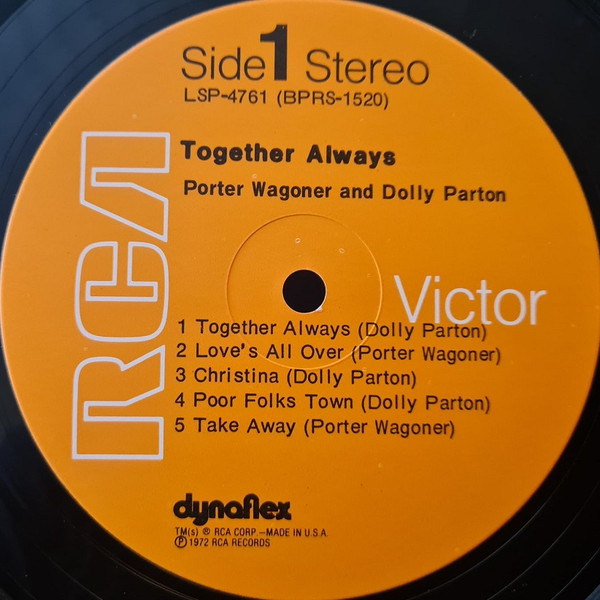 Side 1 Stereo
LSP-4761 (BPRS-1520)
Together Always
Porter Wagoner and Dolly Parton
RCA
Victor
1 Together Always (Dolly Parton)
2 Love's All Over (Porter Wagoner)
3 Christina (Dolly Parton)
4 Poor Folks Town (Dolly Parton)
5 Take Away (Porter Wagoner)
dynaflex
TM(s) ® RCA CORP.—MADE IN U.S.A.
℗ 1972 RCA RECORDS